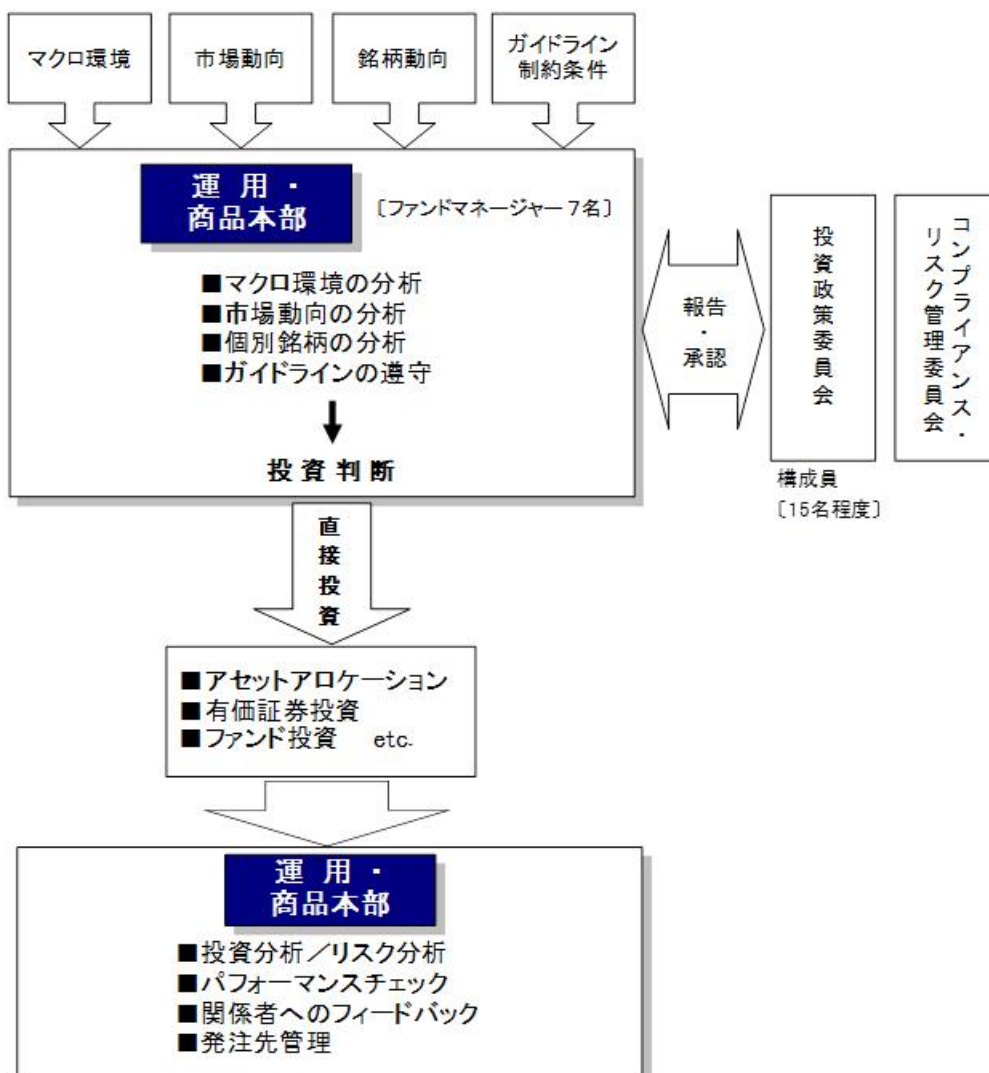 マクロ環境
市場動向
銘柄動向
ガイドライン
制約条件
運用・
商品本部
〔ファンドマネージャー7名〕
■マクロ環境の分析
■市場動向の分析
■個別銘柄の分析
■ガイドラインの遵守
投資判断
報告
・
承認
投資政策委員会
コンプライアンス・
リスク管理委員会
構成員
〔15名程度〕
直接投資
■アセットアロケーション
■有価証券投資
■ファンド投資 etc.
運用・
商品本部
■投資分析／リスク分析
■パフォーマンスチェック
■関係者へのフィードバック
■発注先管理